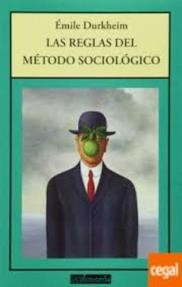 Émile Durkheim
LAS REGLAS DEL
MÉTODO SOCIOLÓGICO
cegal